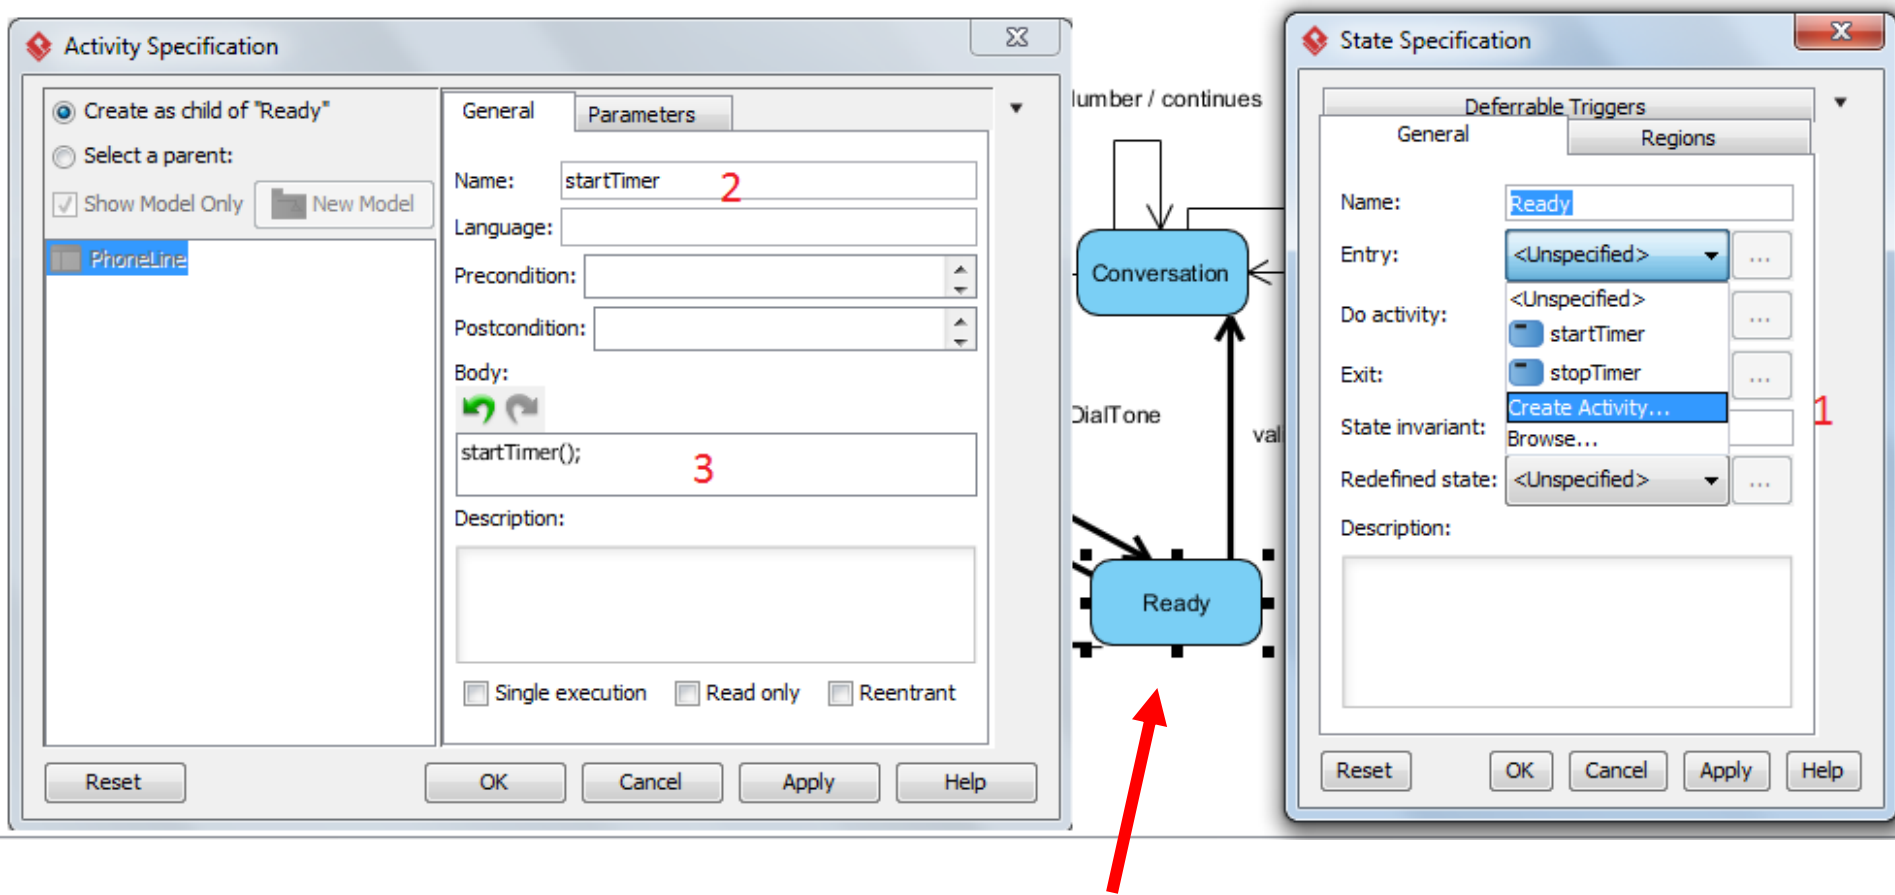 Activity Specification
Create as child of "Ready"
Select a parent:
Show Model Only
New Model
PhoneLine
General
Parameters
Name: startTimer 2
Language:
Precondition:
Postcondition:
Body:
startTimer();
3
Description:
Single execution
Read only
Reentrant
Reset
OK
Cancel
Apply
Help
/ continues
Conversation
DialTone
vali
Ready
State Specification
Deferrable Triggers
General
Regions
Name: Ready
Entry: <Unspecified> ...
<Unspecified>
Do activity: ...
startTimer
stopTimer
Exit: ...
Create Activity...
1
State invariant:
Browse...
Redefined state: <Unspecified> ...
Description:
Reset
OK
Cancel
Apply
Help